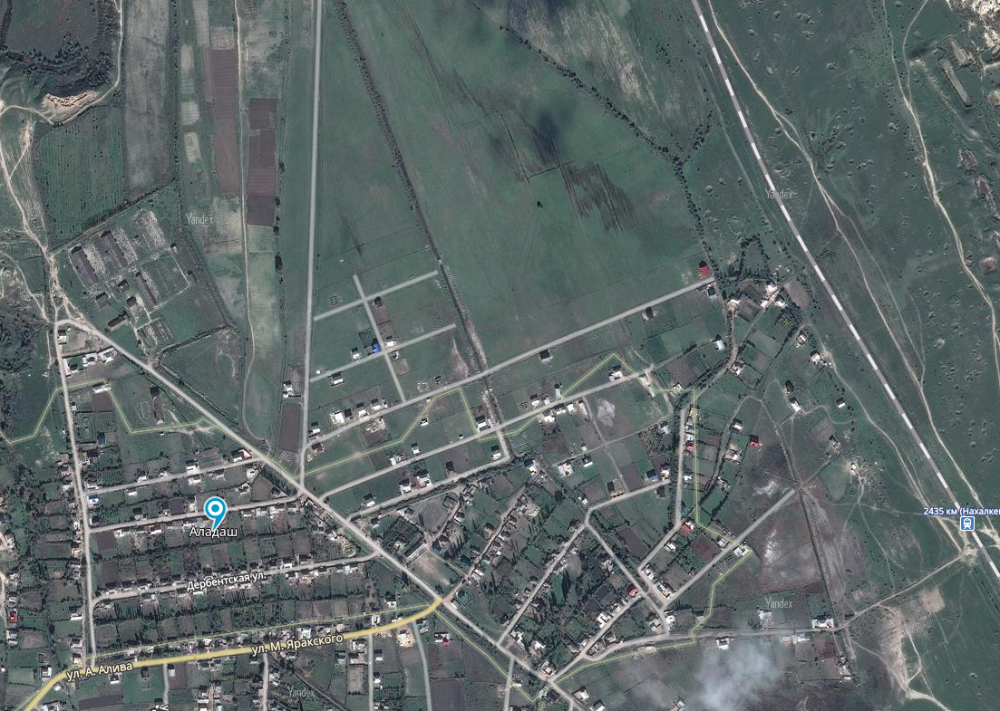 Yandex
Yandex
2435 км (Нахалке
Аладаш
Дербентская ул.
Yandex
ул. М. Яракского
ул. А. Алива
Yandex